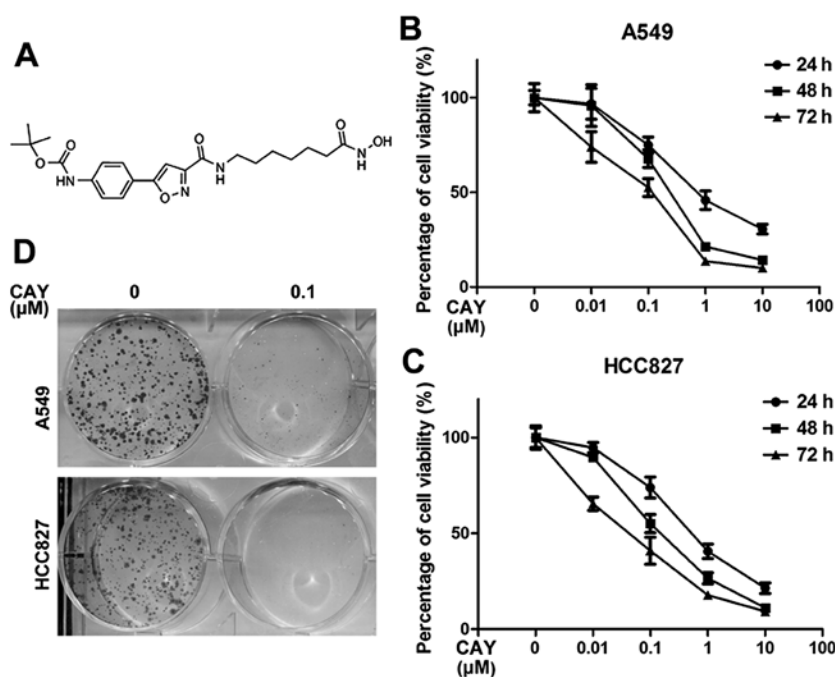 A
O
O
O
NH
O
N
O
N
H
O
N
H
OH
B
A549
Percentage of cell viability (%)
100
50
0
24 h
48 h
72 h
CAY
(μM)
0
0.01
0.1
1
10
100
D
CAY
(μM)
0
0.1
A549
HCC827
C
HCC827
Percentage of cell viability (%)
100
50
0
24 h
48 h
72 h
CAY
(μM)
0
0.01
0.1
1
10
100